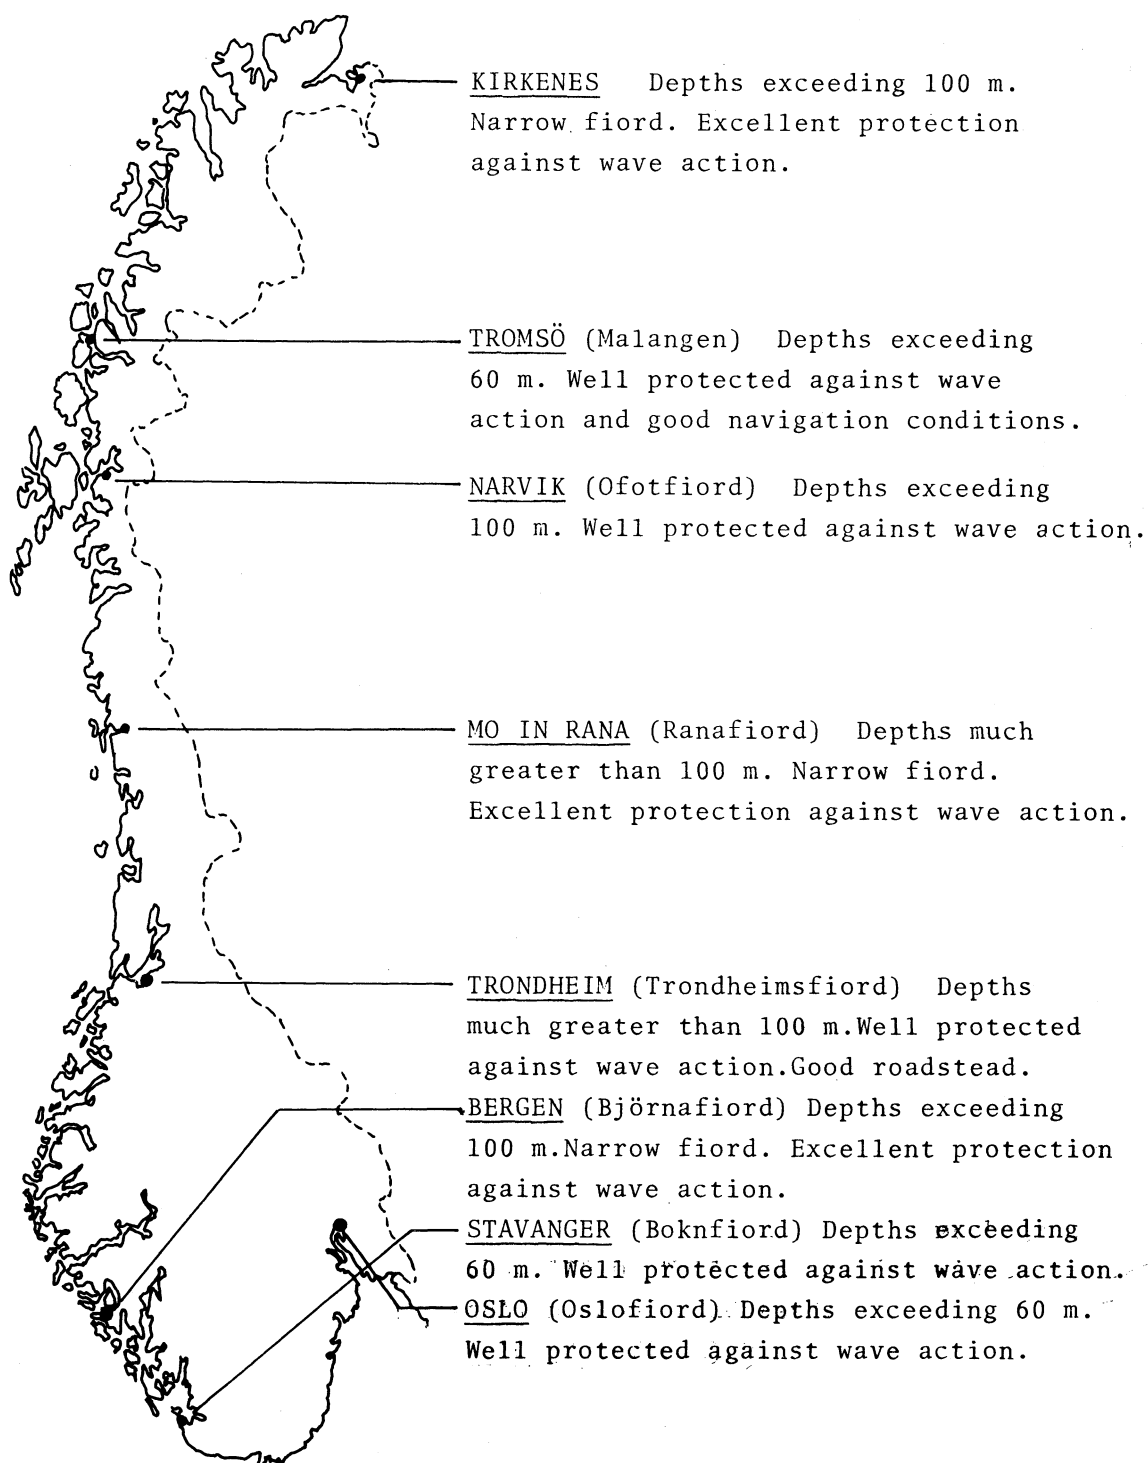 KIRKENES Depths exceeding 100 m.
Narrow fiord. Excellent protection
against wave action.
TROMSÖ (Malangen) Depths exceeding
60 m. Well protected against wave
action and good navigation conditions.
NARVIK (Ofotfiord) Depths exceeding
100 m. Well protected against wave action.
MO IN RANA (Ranafiord) Depths much
greater than 100 m. Narrow fiord.
Excellent protection against wave action.
TRONDHEIM (Trondheimsfiord) Depths
much greater than 100 m.Well protected
against wave action.Good roadstead.
BERGEN (Björnafiord) Depths exceeding
100 m.Narrow fiord. Excellent protection
against wave action.
STAVANGER (Boknfiord) Depths exceeding
60 m. Well protected against wave action.
OSLO (Oslofiord) Depths exceeding 60 m.
Well protected against wave action.